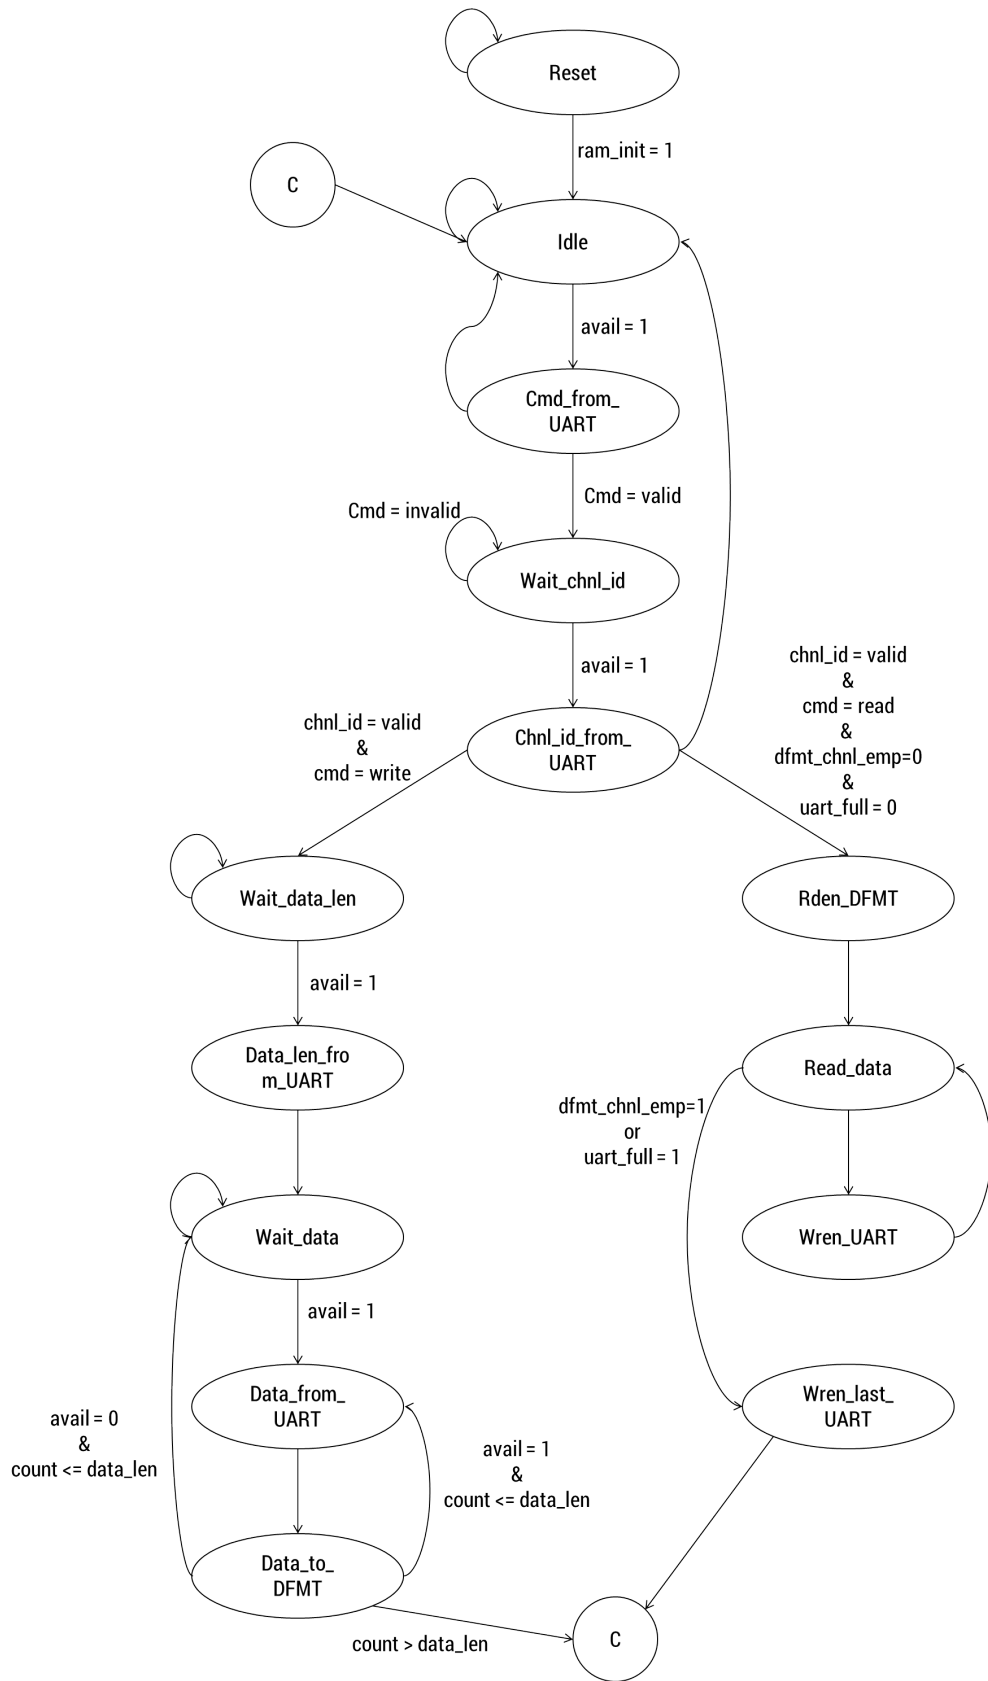 Reset
ram_init = 1
C
Idle
avail = 1
Cmd_from_
UART
Cmd = valid
Cmd = invalid
Wait_chnl_id
avail = 1
chnl_id = valid
&
cmd = read
&
dfmt_chnl_emp=0
&
uart_full = 0
chnl_id = valid
&
cmd = write
Chnl_id_from_
UART
Wait_data_len
Rden_DFMT
avail = 1
Data_len_fro
m_UART
Read_data
dfmt_chnl_emp=1
or
uart_full = 1
Wait_data
Wren_UART
avail = 1
Data_from_
UART
Wren_last_
UART
avail = 0
&
count <= data_len
avail = 1
&
count <= data_len
Data_to_
DFMT
count > data_len
C